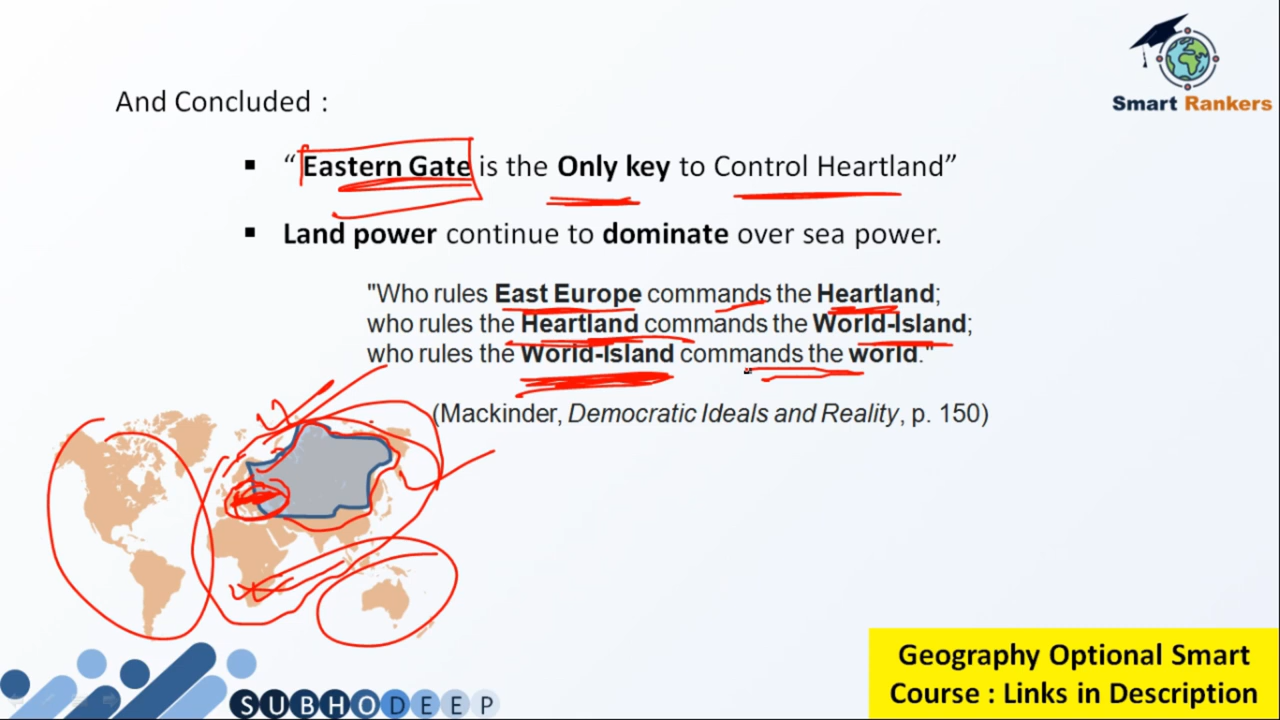 Smart Rankers
And Concluded :
▪ “ Eastern Gate is the Only key to Control Heartland”
▪ Land power continue to dominate over sea power.
"Who rules East Europe commands the Heartland;
who rules the Heartland commands the World-Island;
who rules the World-Island commands the world."
(Mackinder, Democratic Ideals and Reality, p. 150)
Geography Optional Smart
Course : Links in Description
SUBHODEEP